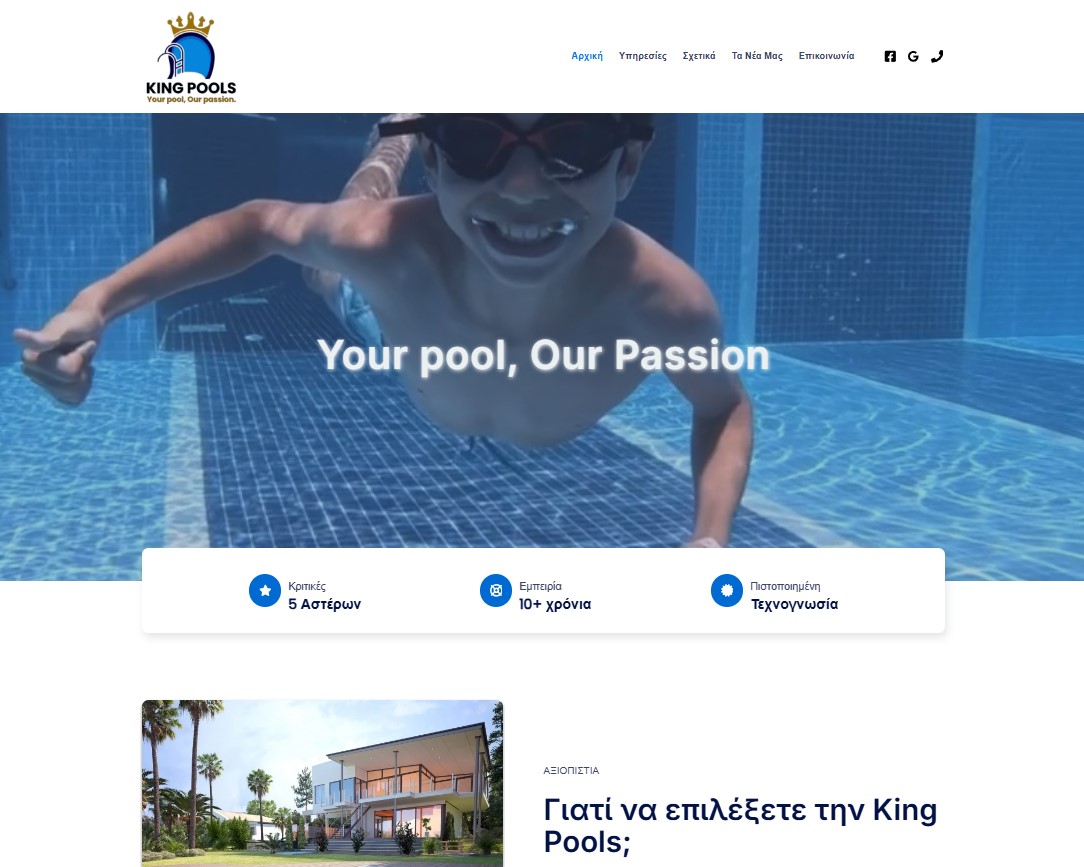 KING POOLS
Your pool, Our passion.
Αρχική Υπηρεσίες Σχετικά Τα Νέα Μας Επικοινωνία
Your pool, Our Passion
Κριτικές
5 Αστέρων
Εμπειρία
10+ χρόνια
Πιστοποιημένη
Τεχνογνωσία
ΑΞΙΟΠΙΣΤΙΑ
Γιατί να επιλέξετε την King
Pools;